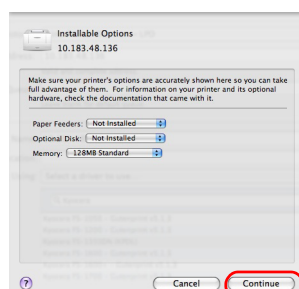 Installable Options
10.183.48.136
Make sure your printer's options are accurately shown here so you can take
full advantage of them. For information on your printer and its optional
hardware, check the documentation that came with it.
Paper Feeders: Not Installed
Optional Disk: Not Installed
Memory: 128MB Standard
? Cancel Continue